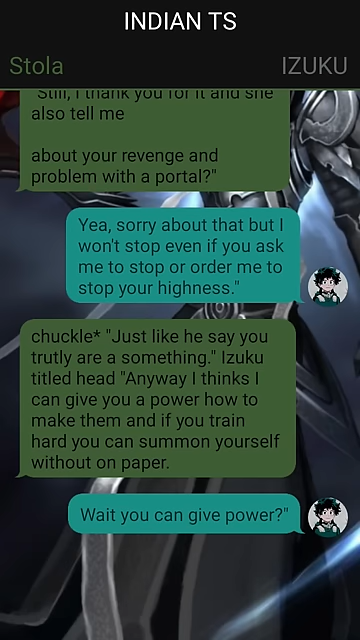 INDIAN TS
Stola
IZUKU
"Still, I thank you for it and she
also tell me
about your revenge and
problem with a portal?"
Yea, sorry about that but I
won't stop even if you ask
me to stop or order me to
stop your highness."
chuckle* "Just like he say you
trutly are a something." Izuku
titled head "Anyway I thinks I
can give you a power how to
make them and if you train
hard you can summon yourself
without on paper.
Wait you can give power?"